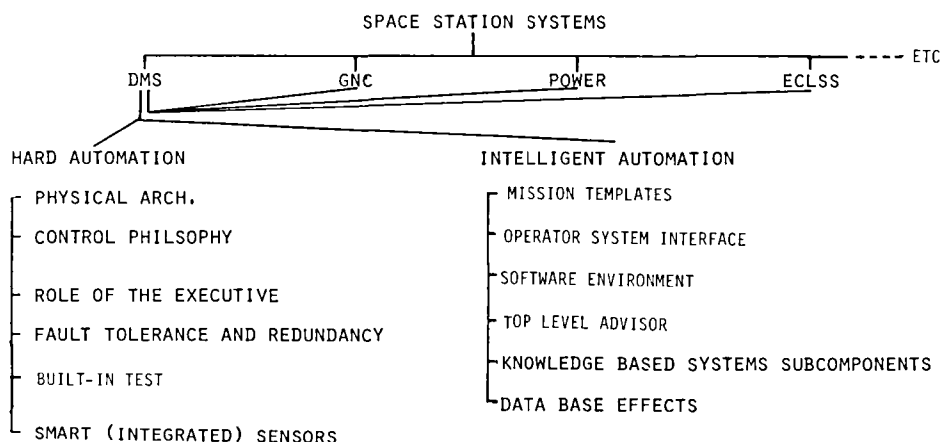 SPACE STATION SYSTEMS
ETC
DMS GNC POWER ECLSS
HARD AUTOMATION
PHYSICAL ARCH.
CONTROL PHILSOPHY
ROLE OF THE EXECUTIVE
FAULT TOLERANCE AND REDUNDANCY
BUILT-IN TEST
SMART (INTEGRATED) SENSORS
INTELLIGENT AUTOMATION
MISSION TEMPLATES
OPERATOR SYSTEM INTERFACE
SOFTWARE ENVIRONMENT
TOP LEVEL ADVISOR
KNOWLEDGE BASED SYSTEMS SUBCOMPONENTS
DATA BASE EFFECTS